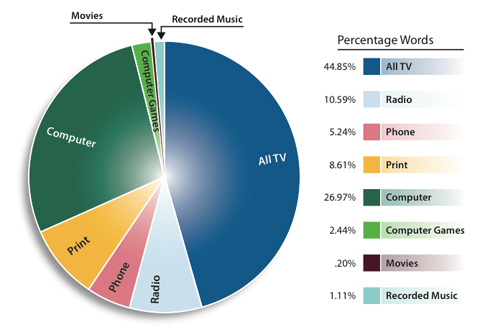 Movies
Recorded Music
Computer Games
Computer
All TV
Print
Phone
Radio
Percentage Words
44.85% All TV
10.59% Radio
5.24% Phone
8.61% Print
26.97% Computer
2.44% Computer Games
.20% Movies
1.11% Recorded Music